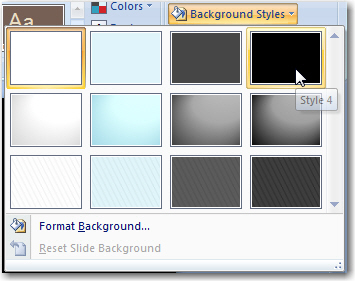 Aa
Colors
Background Styles
Style 4
Format Background...
Reset Slide Background